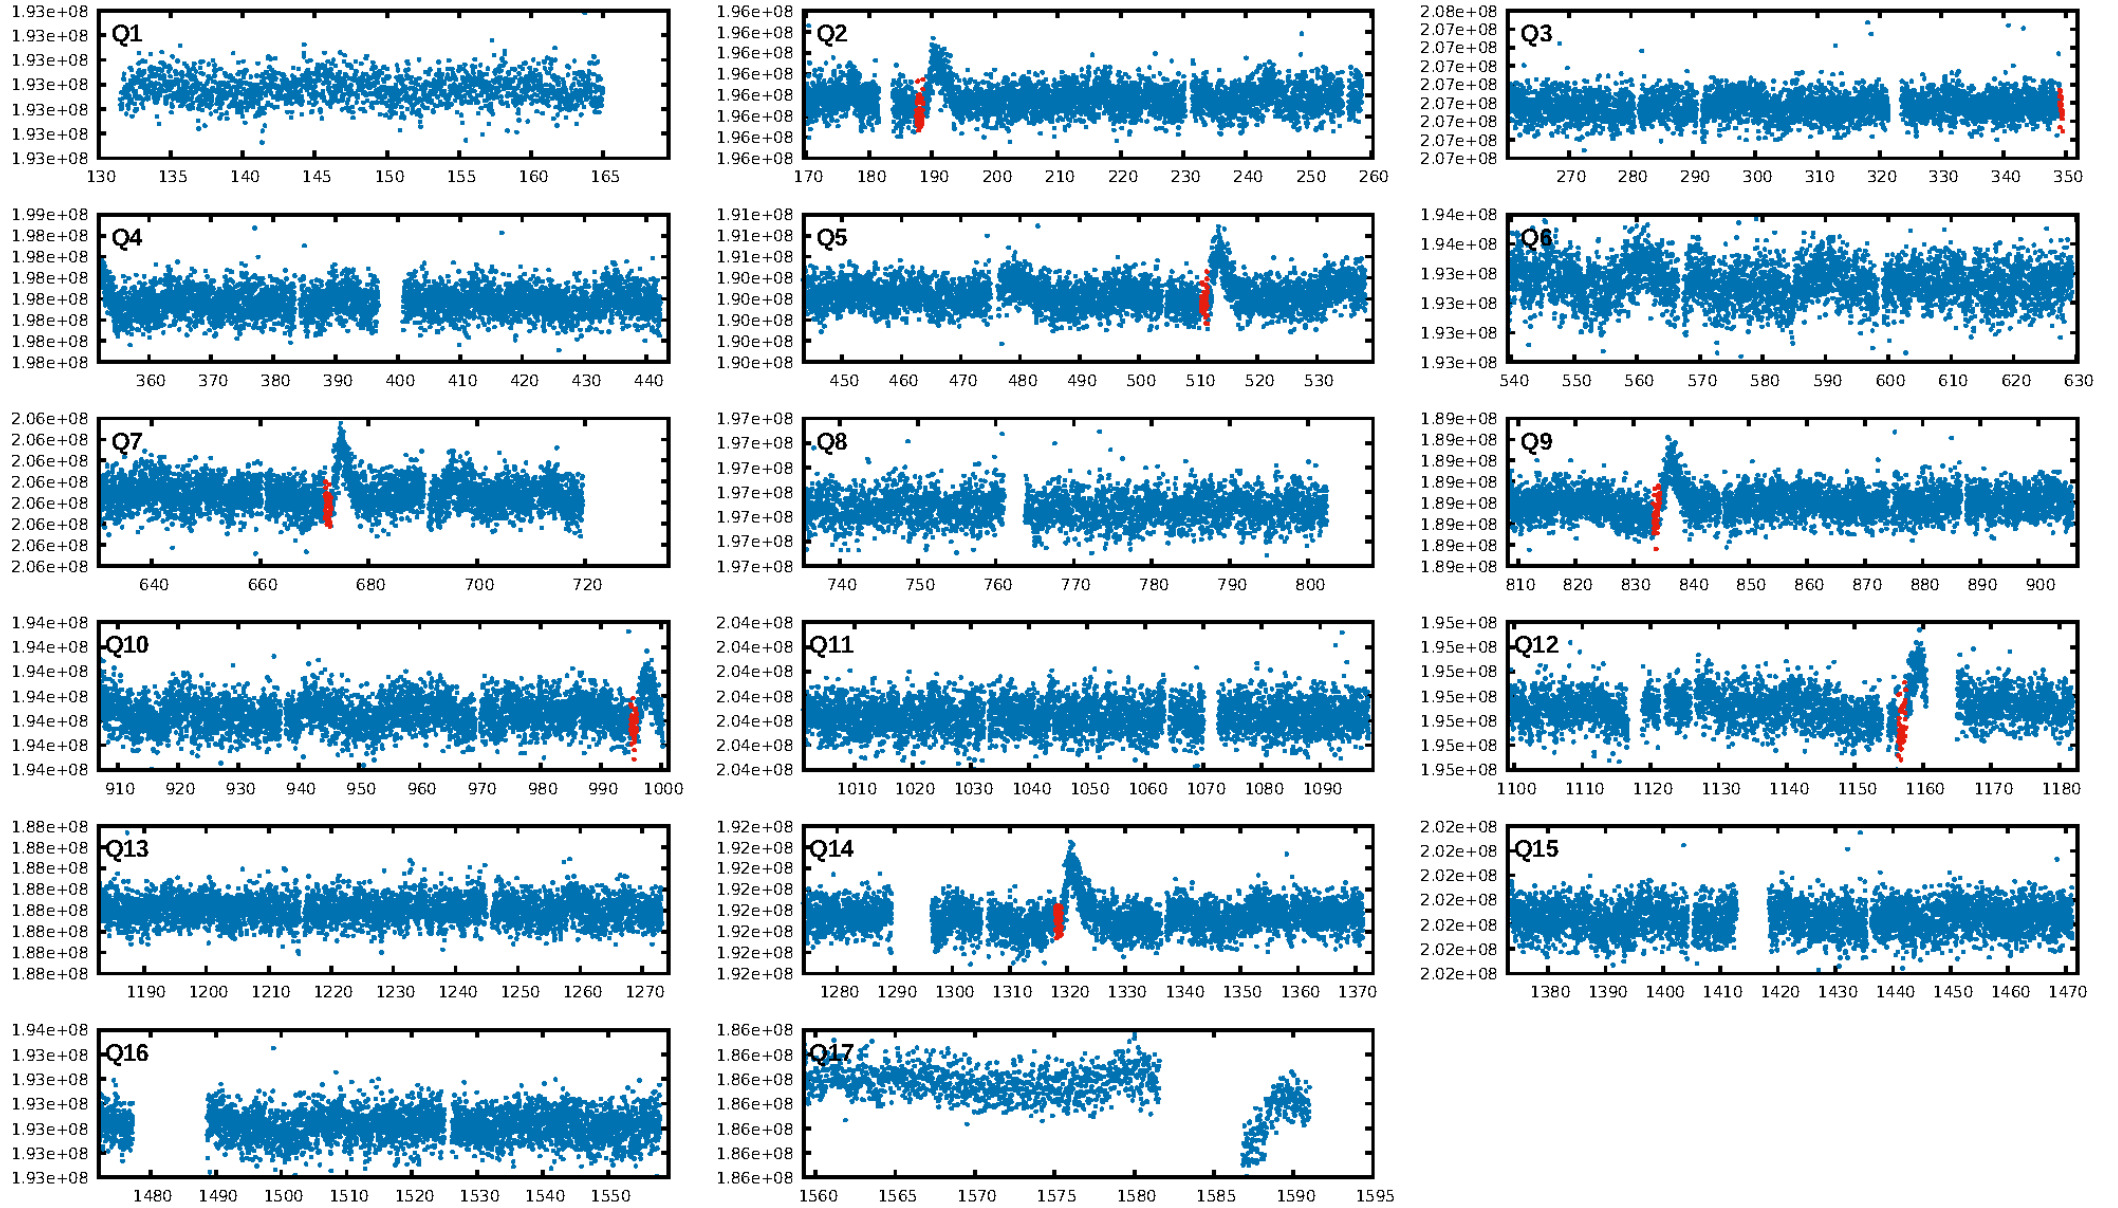 1.93e+08 1.93e+08 1.93e+08 1.93e+08 1.93e+08 1.93e+08 1.93e+08
Q1
130 135 140 145 150 155 160 165
1.96e+08 1.96e+08 1.96e+08 1.96e+08 1.96e+08 1.96e+08 1.96e+08 1.96e+08
Q2
170 180 190 200 210 220 230 240 250 260
2.08e+08 2.07e+08 2.07e+08 2.07e+08 2.07e+08 2.07e+08 2.07e+08 2.07e+08 2.07e+08
Q3
270 280 290 300 310 320 330 340 350
1.99e+08 1.98e+08 1.98e+08 1.98e+08 1.98e+08 1.98e+08 1.98e+08 1.98e+08
Q4
360 370 380 390 400 410 420 430 440
1.91e+08 1.91e+08 1.91e+08 1.90e+08 1.90e+08 1.90e+08 1.90e+08 1.90e+08
Q5
450 460 470 480 490 500 510 520 530
1.94e+08 1.94e+08 1.93e+08 1.93e+08 1.93e+08 1.93e+08
Q6
540 550 560 570 580 590 600 610 620 630
2.06e+08 2.06e+08 2.06e+08 2.06e+08 2.06e+08 2.06e+08 2.06e+08 2.06e+08
Q7
640 660 680 700 720
1.97e+08 1.97e+08 1.97e+08 1.97e+08 1.97e+08 1.97e+08 1.97e+08
Q8
740 750 760 770 780 790 800
1.89e+08 1.89e+08 1.89e+08 1.89e+08 1.89e+08 1.89e+08 1.89e+08 1.89e+08
Q9
810 820 830 840 850 860 870 880 890 900
1.94e+08 1.94e+08 1.94e+08 1.94e+08 1.94e+08 1.94e+08 1.94e+08
Q10
910 920 930 940 950 960 970 980 990 1000
2.04e+08 2.04e+08 2.04e+08 2.04e+08 2.04e+08 2.04e+08 2.04e+08
Q11
1010 1020 1030 1040 1050 1060 1070 1080 1090
1.95e+08 1.95e+08 1.95e+08 1.95e+08 1.95e+08 1.95e+08 1.95e+08
Q12
1100 1110 1120 1130 1140 1150 1160 1170 1180
1.88e+08 1.88e+08 1.88e+08 1.88e+08 1.88e+08 1.88e+08 1.88e+08 1.88e+08
Q13
1190 1200 1210 1220 1230 1240 1250 1260 1270
1.92e+08 1.92e+08 1.92e+08 1.92e+08 1.92e+08 1.92e+08 1.92e+08 1.92e+08
Q14
1280 1290 1300 1310 1320 1330 1340 1350 1360 1370
2.02e+08 2.02e+08 2.02e+08 2.02e+08 2.02e+08 2.02e+08 2.02e+08
Q15
1380 1390 1400 1410 1420 1430 1440 1450 1460 1470
1.94e+08 1.93e+08 1.93e+08 1.93e+08 1.93e+08 1.93e+08 1.93e+08
Q16
1480 1490 1500 1510 1520 1530 1540 1550
1.86e+08 1.86e+08 1.86e+08 1.86e+08 1.86e+08 1.86e+08 1.86e+08
Q17
1560 1565 1570 1575 1580 1585 1590 1595